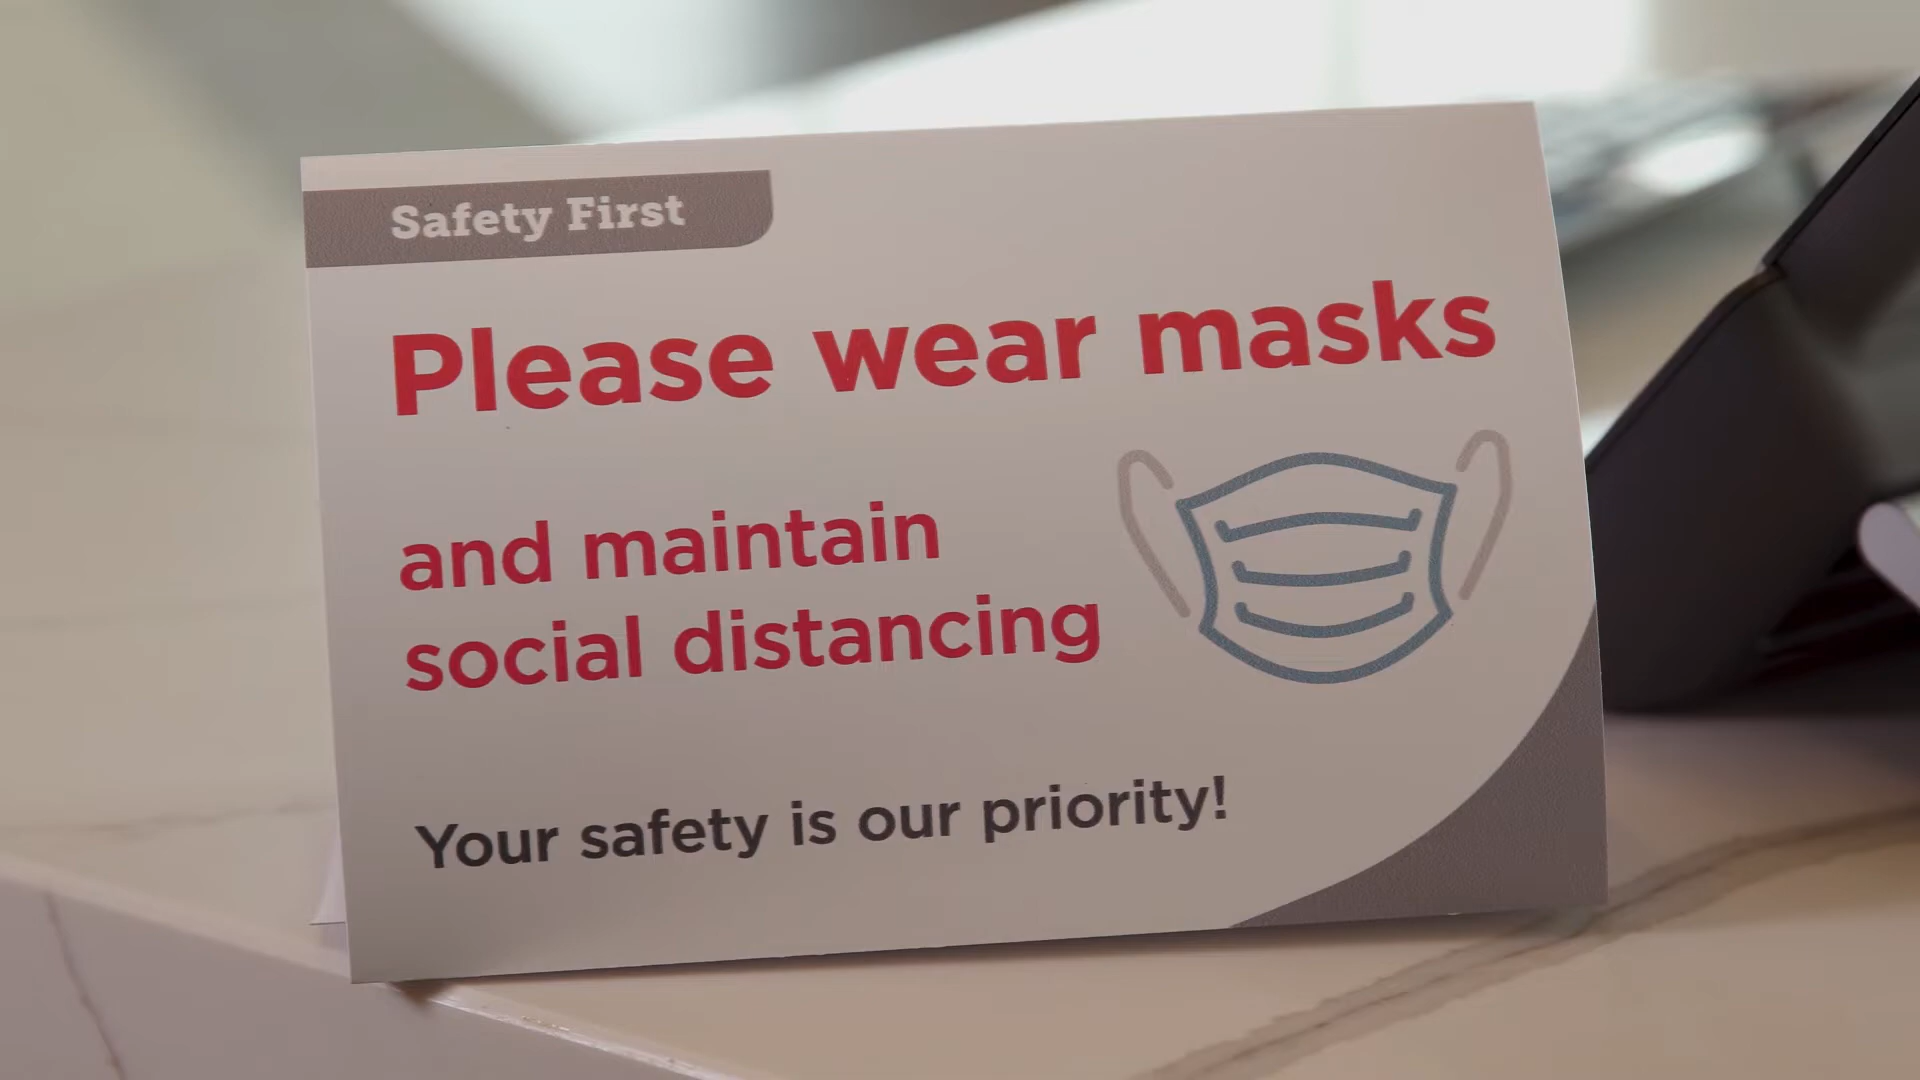 Safety First
Please wear masks
and maintain
social distancing
Your safety is our priority!